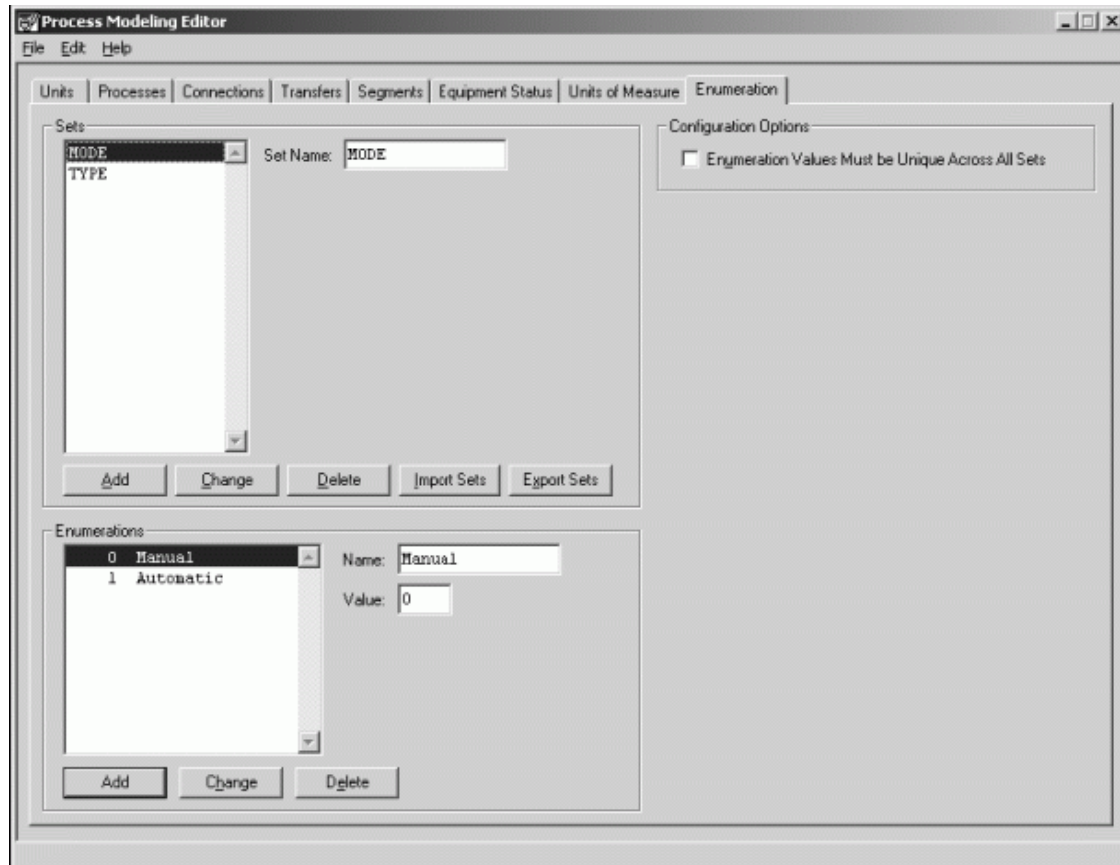 Process Modeling Editor
File Edit Help
Units Processes Connections Transfers Segments Equipment Status Units of Measure Enumeration
Sets
MODE
TYPE
Set Name: MODE
Add Change Delete Import Sets Export Sets
Configuration Options
Enumeration Values Must be Unique Across All Sets
Enumerations
0 Manual
1 Automatic
Name: Manual
Value: 0
Add Change Delete